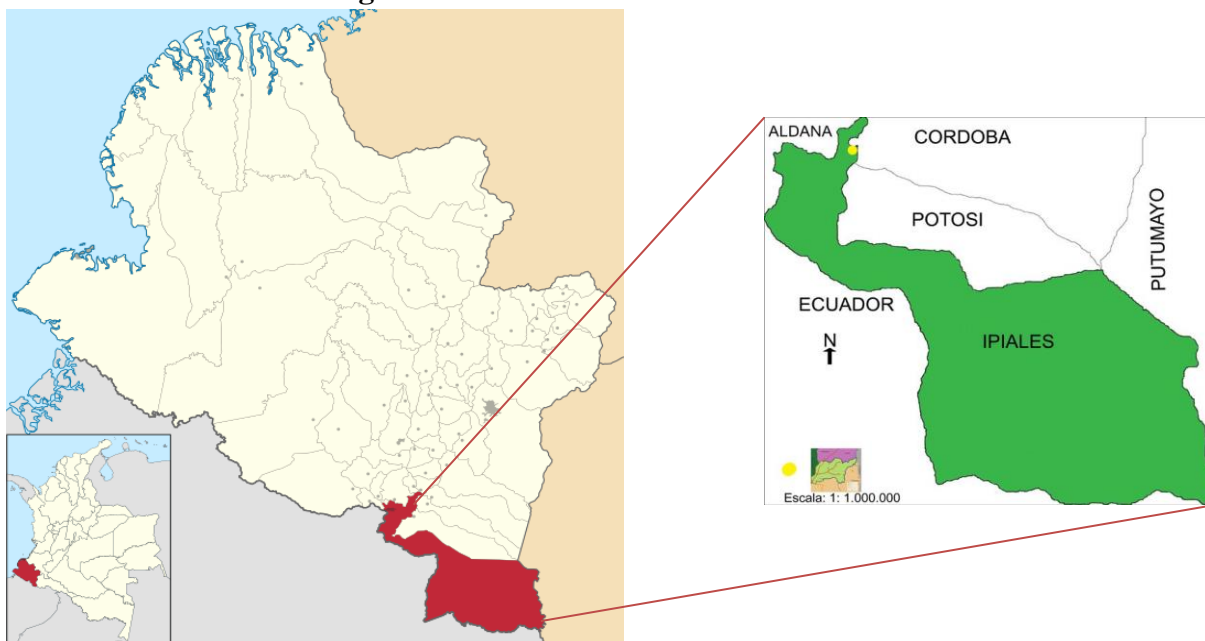 ALDANA
CORDOBA
POTOSI
PUTUMAYO
ECUADOR
N
IPIALES
Escala: 1: 1.000.000